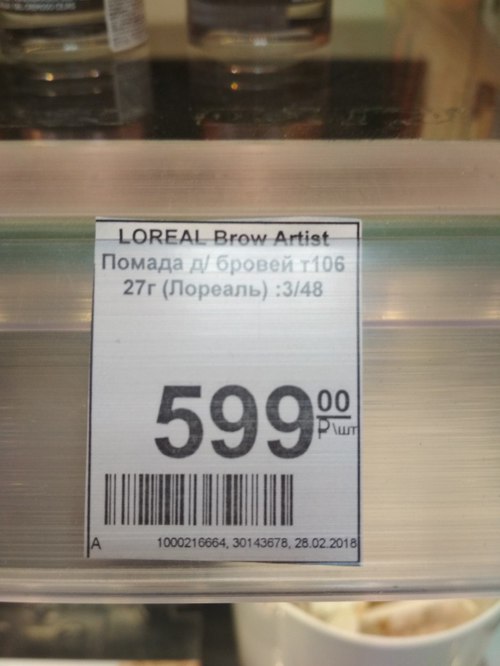 LOREAL Brow Artist
Помада д/ бровей т106
27г (Лореаль) :3/48
599 00
₽\шт
A 1000216664, 30143678, 28.02.2018